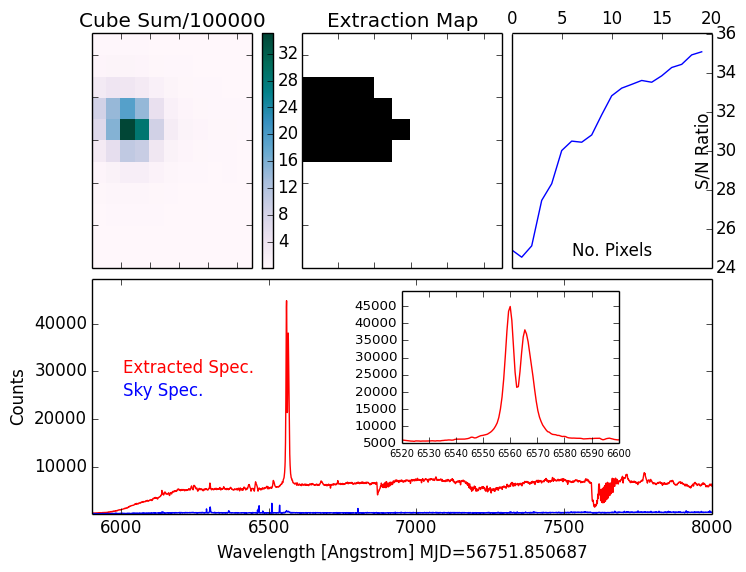 Cube Sum/100000
Extraction Map
0 5 10 15 20
32
28
24
20
16
12
8
4
36
34
32
30
28
26
24
S/N Ratio
No. Pixels
40000
30000
20000
10000
Counts
Extracted Spec.
Sky Spec.
45000
40000
35000
30000
25000
20000
15000
10000
5000
6520 6530 6540 6550 6560 6570 6580 6590 6600
6000 6500 7000 7500 8000
Wavelength [Angstrom] MJD=56751.850687